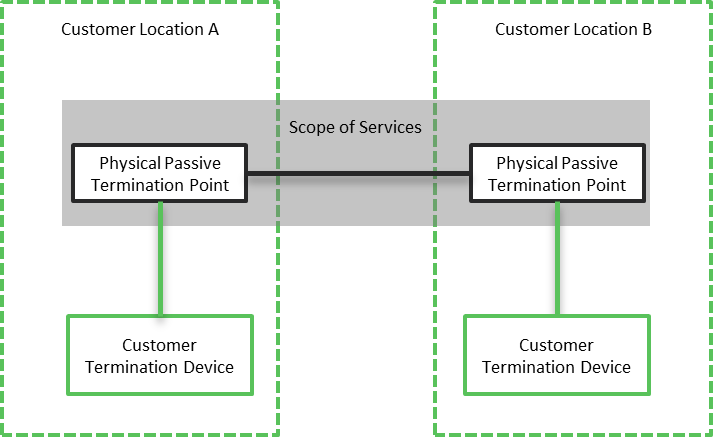 Customer Location A
Customer Location B
Scope of Services
Physical Passive
Termination Point
Physical Passive
Termination Point
Customer
Termination Device
Customer
Termination Device